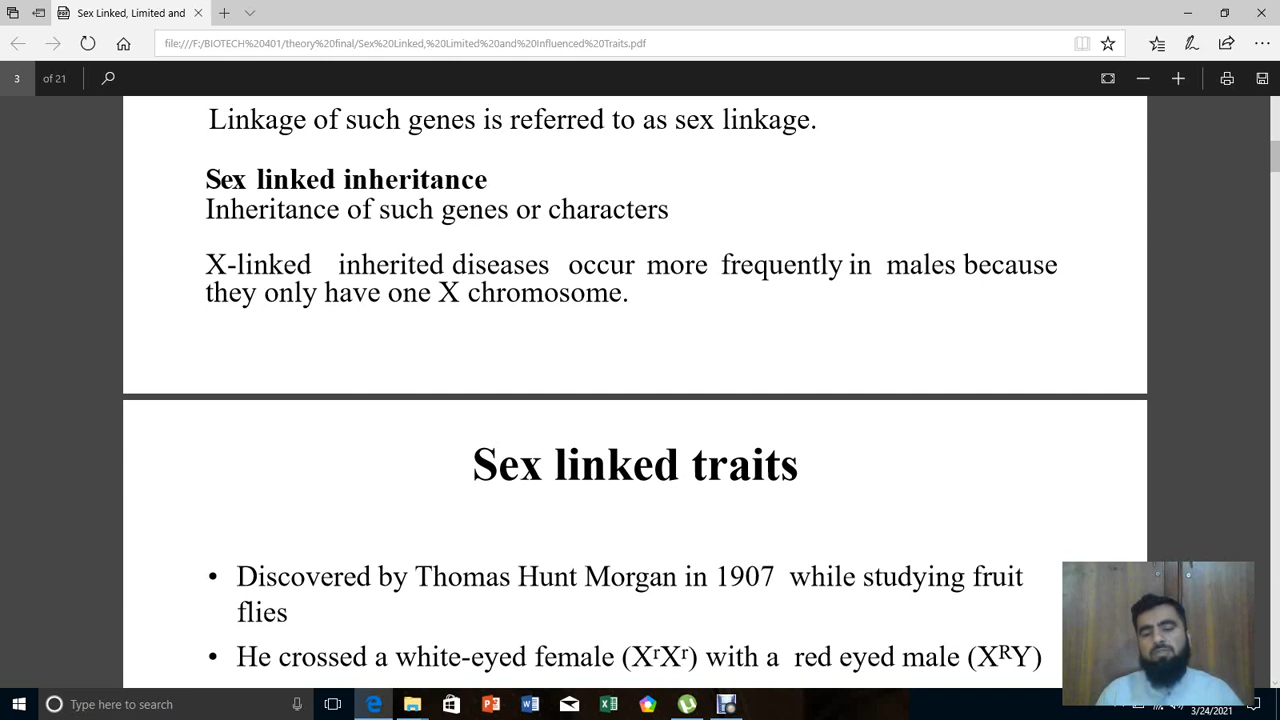 Sex Linked, Limited and
file:///F:/BIOTECH%20401/theory%20final/Sex%20Linked,%20Limited%20and%20Influenced%20Traits.pdf
3 of 21
Linkage of such genes is referred to as sex linkage.
Sex linked inheritance
Inheritance of such genes or characters
X-linked inherited diseases occur more frequently in males because
they only have one X chromosome.
Sex linked traits
• Discovered by Thomas Hunt Morgan in 1907 while studying fruit
flies
• He crossed a white-eyed female (XʳXʳ) with a red eyed male (XᴿY)
Type here to search
3/24/2021